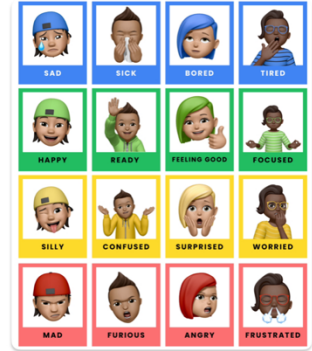 SAD
SICK
BORED
TIRED
HAPPY
READY
FEELING GOOD
FOCUSED
SILLY
CONFUSED
SURPRISED
WORRIED
MAD
FURIOUS
ANGRY
FRUSTRATED